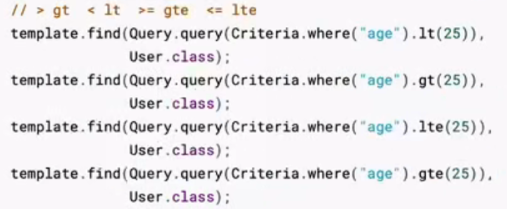 // > gt  < lt  >= gte  <= lte
template.find(Query.query(Criteria.where("age").lt(25)),
              User.class);
template.find(Query.query(Criteria.where("age").gt(25)),
              User.class);
template.find(Query.query(Criteria.where("age").lte(25)),
              User.class);
template.find(Query.query(Criteria.where("age").gte(25)),
              User.class);